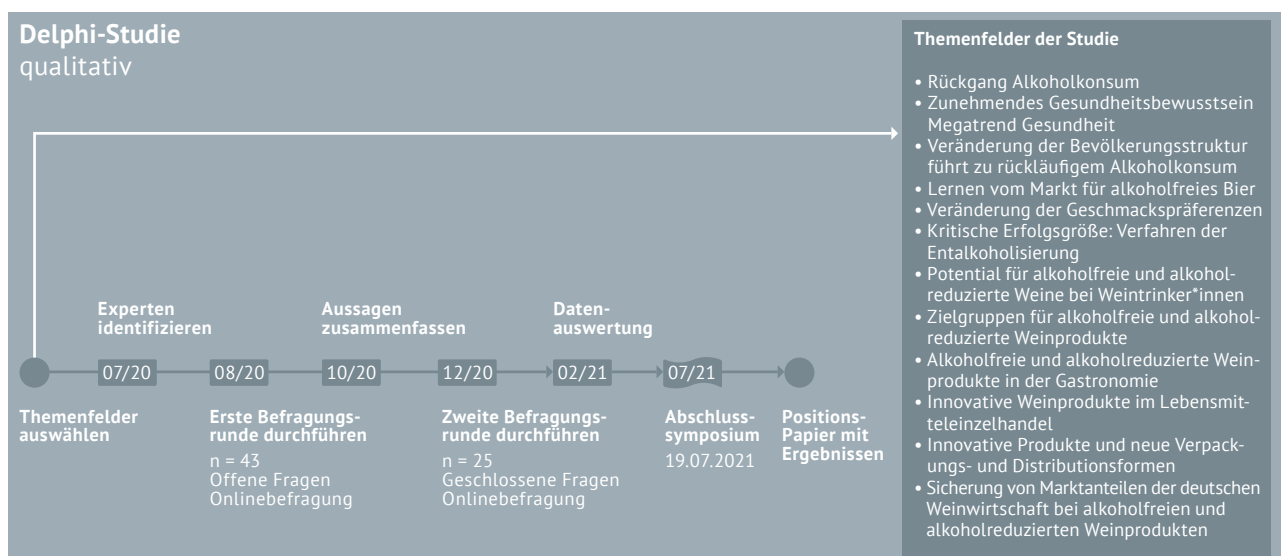 Delphi-Studie
qualitativ
Experten
identifizieren
Aussagen
zusammenfassen
Daten-
auswertung
07/20
08/20
10/20
12/20
02/21
07/21
Themenfelder
auswählen
Erste Befragungs-
runde durchführen
n = 43
Offene Fragen
Onlinebefragung
Zweite Befragungs-
runde durchführen
n = 25
Geschlossene Fragen
Onlinebefragung
Abschluss-
symposium
19.07.2021
Positions-
Papier mit
Ergebnissen
Themenfelder der Studie
• Rückgang Alkoholkonsum
• Zunehmendes Gesundheitsbewusstsein
Megatrend Gesundheit
• Veränderung der Bevölkerungsstruktur
führt zu rückläufigem Alkoholkonsum
• Lernen vom Markt für alkoholfreies Bier
• Veränderung der Geschmackspräferenzen
• Kritische Erfolgsgröße: Verfahren der
Entalkoholisierung
• Potential für alkoholfreie und alkohol-
reduzierte Weine bei Weintrinker*innen
• Zielgruppen für alkoholfreie und alkohol-
reduzierte Weinprodukte
• Alkoholfreie und alkoholreduzierte Wein-
produkte in der Gastronomie
• Innovative Weinprodukte im Lebensmit-
teleinzelhandel
• Innovative Produkte und neue Verpack-
ungs- und Distributionsformen
• Sicherung von Marktanteilen der deutschen
Weinwirtschaft bei alkoholfreien und
alkoholreduzierten Weinprodukten